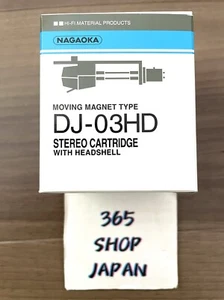 HI-FI MATERIAL PRODUCTS
NAGAOKA
MOVING MAGNET TYPE
DJ-03HD
STEREO CARTRIDGE
WITH HEADSHELL
365
SHOP
JAPAN